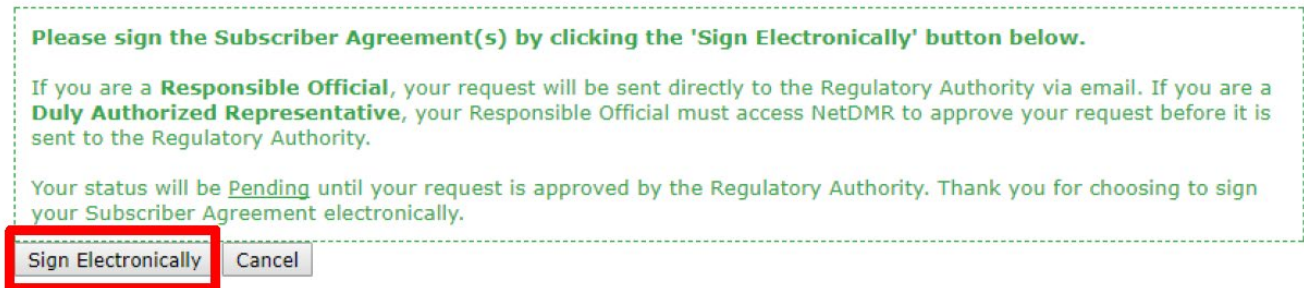 Please sign the Subscriber Agreement(s) by clicking the 'Sign Electronically' button below.
If you are a Responsible Official, your request will be sent directly to the Regulatory Authority via email. If you are a
Duly Authorized Representative, your Responsible Official must access NetDMR to approve your request before it is
sent to the Regulatory Authority.
Your status will be Pending until your request is approved by the Regulatory Authority. Thank you for choosing to sign
your Subscriber Agreement electronically.
Sign Electronically Cancel